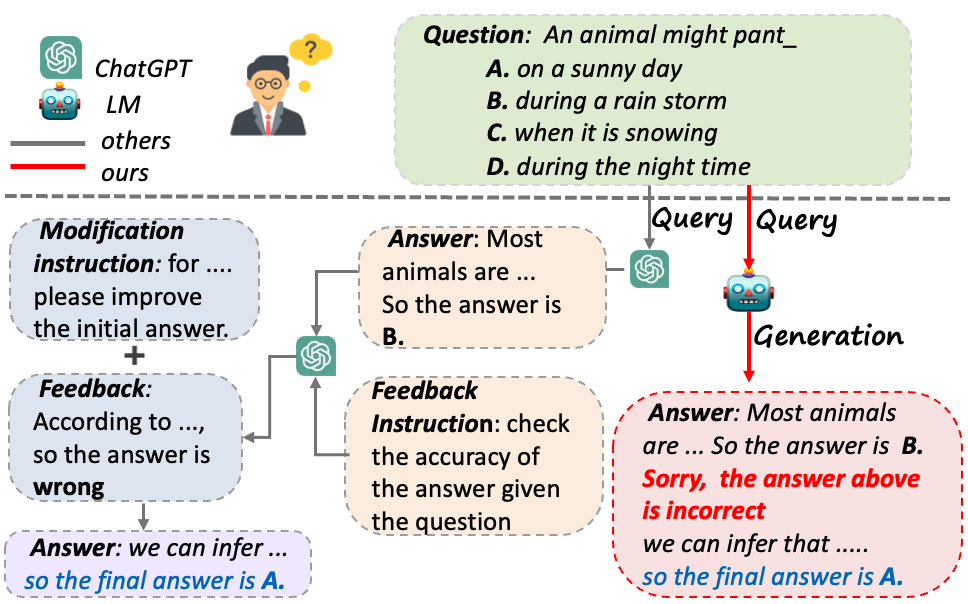 ChatGPT
LM
others
ours
?
Question: An animal might pant_
A. on a sunny day
B. during a rain storm
C. when it is snowing
D. during the night time
Query
Query
Generation
Modification
instruction: for ....
please improve
the initial answer.
+
Feedback:
According to ...,
so the answer is
wrong
Answer: we can infer ...
so the final answer is A.
Answer: Most
animals are ...
So the answer is
B.
Feedback
Instruction: check
the accuracy of
the answer given
the question
Answer: Most animals
are ... So the answer is B.
Sorry, the answer above
is incorrect
we can infer that .....
so the final answer is A.